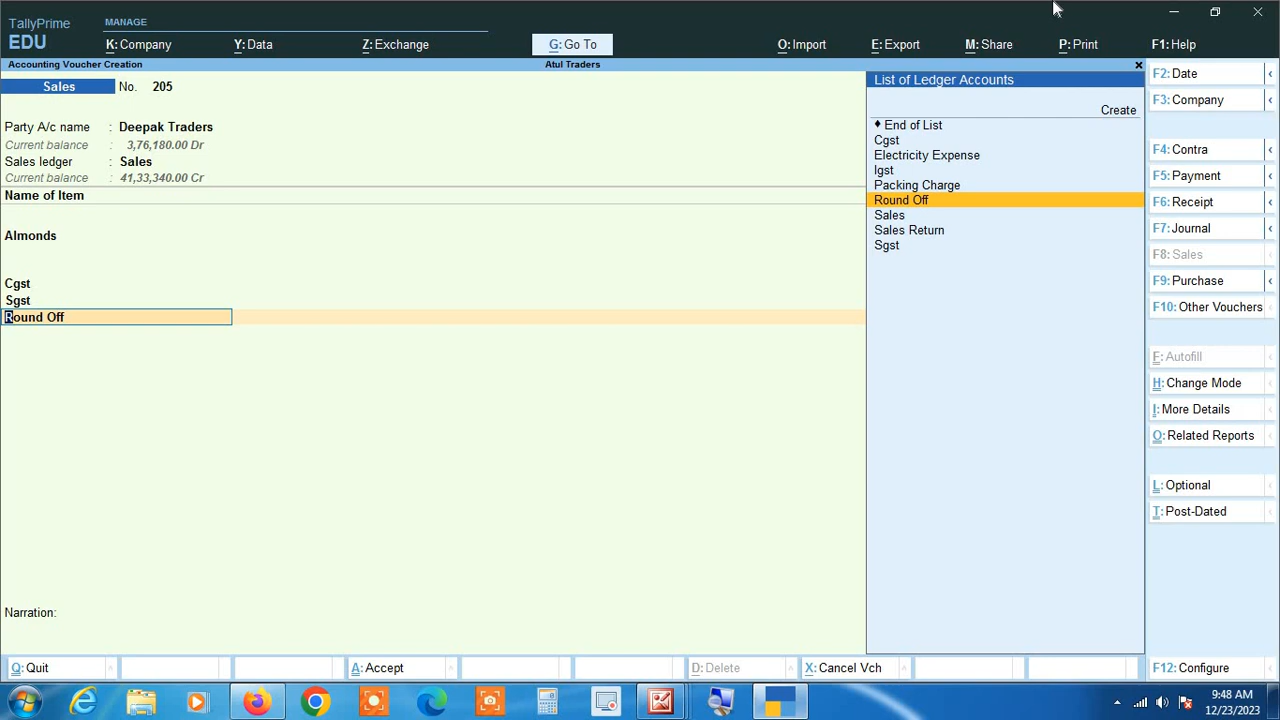 TallyPrime
EDU
MANAGE
K: Company
Y: Data
Z: Exchange
G: Go To
O: Import
E: Export
M: Share
P: Print
F1: Help
Accounting Voucher Creation
Atul Traders
Sales No. 205
Party A/c name : Deepak Traders
Current balance : 3,76,180.00 Dr
Sales ledger : Sales
Current balance : 41,33,340.00 Cr
Name of Item
Almonds
Cgst
Sgst
Round Off
Narration:
List of Ledger Accounts
Create
♦ End of List
Cgst
Electricity Expense
Igst
Packing Charge
Round Off
Sales
Sales Return
Sgst
F2: Date
F3: Company
F4: Contra
F5: Payment
F6: Receipt
F7: Journal
F8: Sales
F9: Purchase
F10: Other Vouchers
F: Autofill
H: Change Mode
I: More Details
O: Related Reports
L: Optional
T: Post-Dated
Q: Quit
A: Accept
D: Delete
X: Cancel Vch
F12: Configure
9:48 AM
12/23/2023